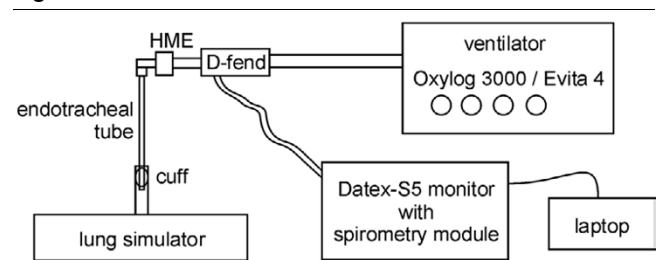 HME
D-fend
ventilator
Oxylog 3000 / Evita 4
endotracheal
tube
cuff
Datex-S5 monitor
with
spirometry module
laptop
lung simulator